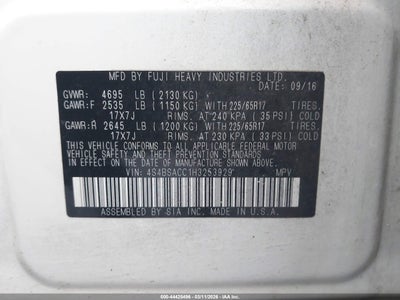 MFD BY FUJI HEAVY INDUSTRIES LTD. DATE 09/16
GVWR: 4695 LB (2130 KG)
GAWR:F 2535 LB (1150 KG) WITH 225/65R17 TIRES
17X7J RIMS, AT 240 KPA (35 PSI) COLD
GAWR:R 2645 LB (1200 KG) WITH 225/65R17 TIRES
17X7J RIMS, AT 230 KPA (33 PSI) COLD
THIS VEHICLE CONFORMS TO ALL APPLICABLE FEDERAL MOTOR
VEHICLE SAFETY, BUMPER, AND THEFT PREVENTION STANDARDS
IN EFFECT ON THE DATE OF MANUFACTURE SHOWN ABOVE.
VIN: 4S4BSACC1H3253929 MPV
ASSEMBLED BY SIA INC. MADE IN U.S.A.